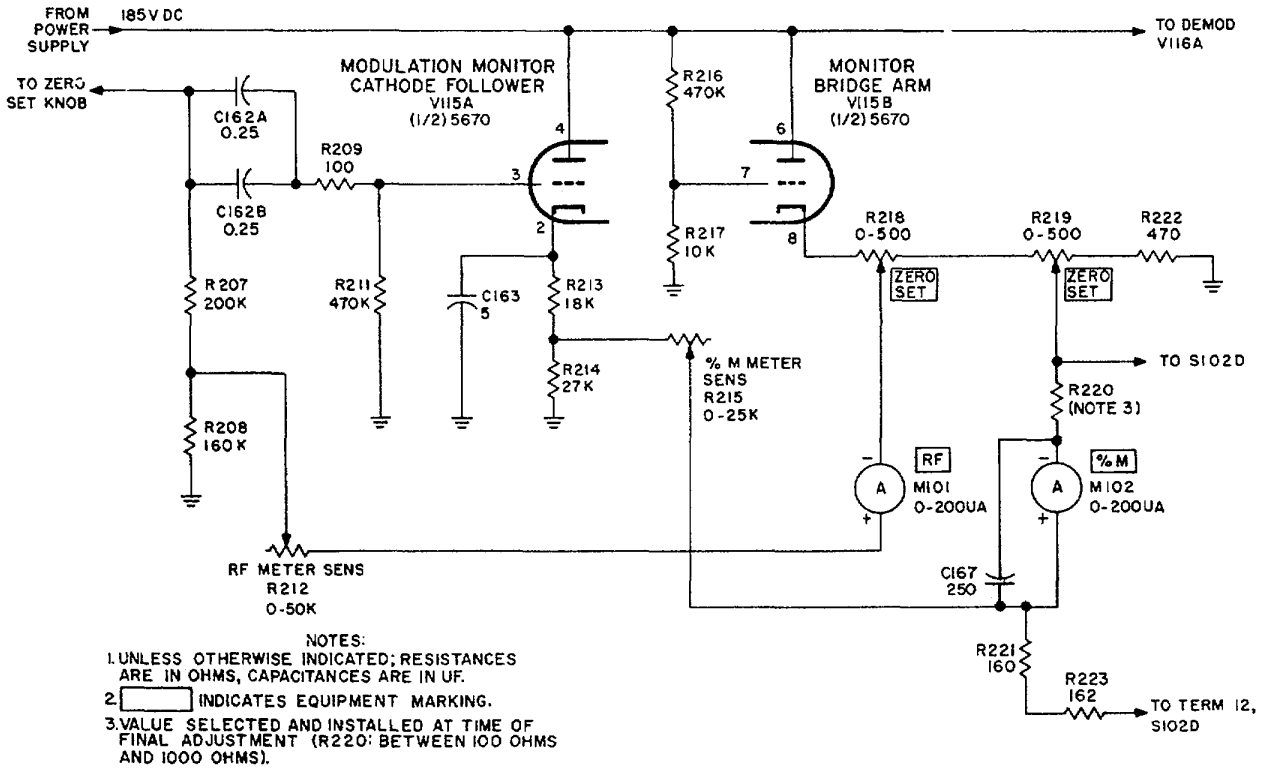 FROM
POWER
SUPPLY
185V DC
TO DEMOD
V116A
TO ZERO
SET KNOB
C162A
0.25
MODULATION MONITOR
CATHODE FOLLOWER
V115A
(1/2) 5670
R216
470K
MONITOR
BRIDGE ARM
V115B
(1/2) 5670
4
6
R209
100
3
7
C162B
0.25
2
8
R217
10K
R218
0-500
R219
0-500
R222
470
ZERO
SET
ZERO
SET
R207
200K
R211
470K
C163
5
R213
18K
R214
27K
% M METER
SENS
R215
0-25K
TO S102D
R220
(NOTE 3)
R208
160K
- RF
A M101
+ 0-200UA
- % M
A M102
+ 0-200UA
RF METER SENS
R212
0-50K
C167
250
R221
160
R223
162
TO TERM 12,
S102D
NOTES:
1. UNLESS OTHERWISE INDICATED; RESISTANCES
ARE IN OHMS, CAPACITANCES ARE IN UF.
2. INDICATES EQUIPMENT MARKING.
3. VALUE SELECTED AND INSTALLED AT TIME OF
FINAL ADJUSTMENT (R220: BETWEEN 100 OHMS
AND 1000 OHMS).